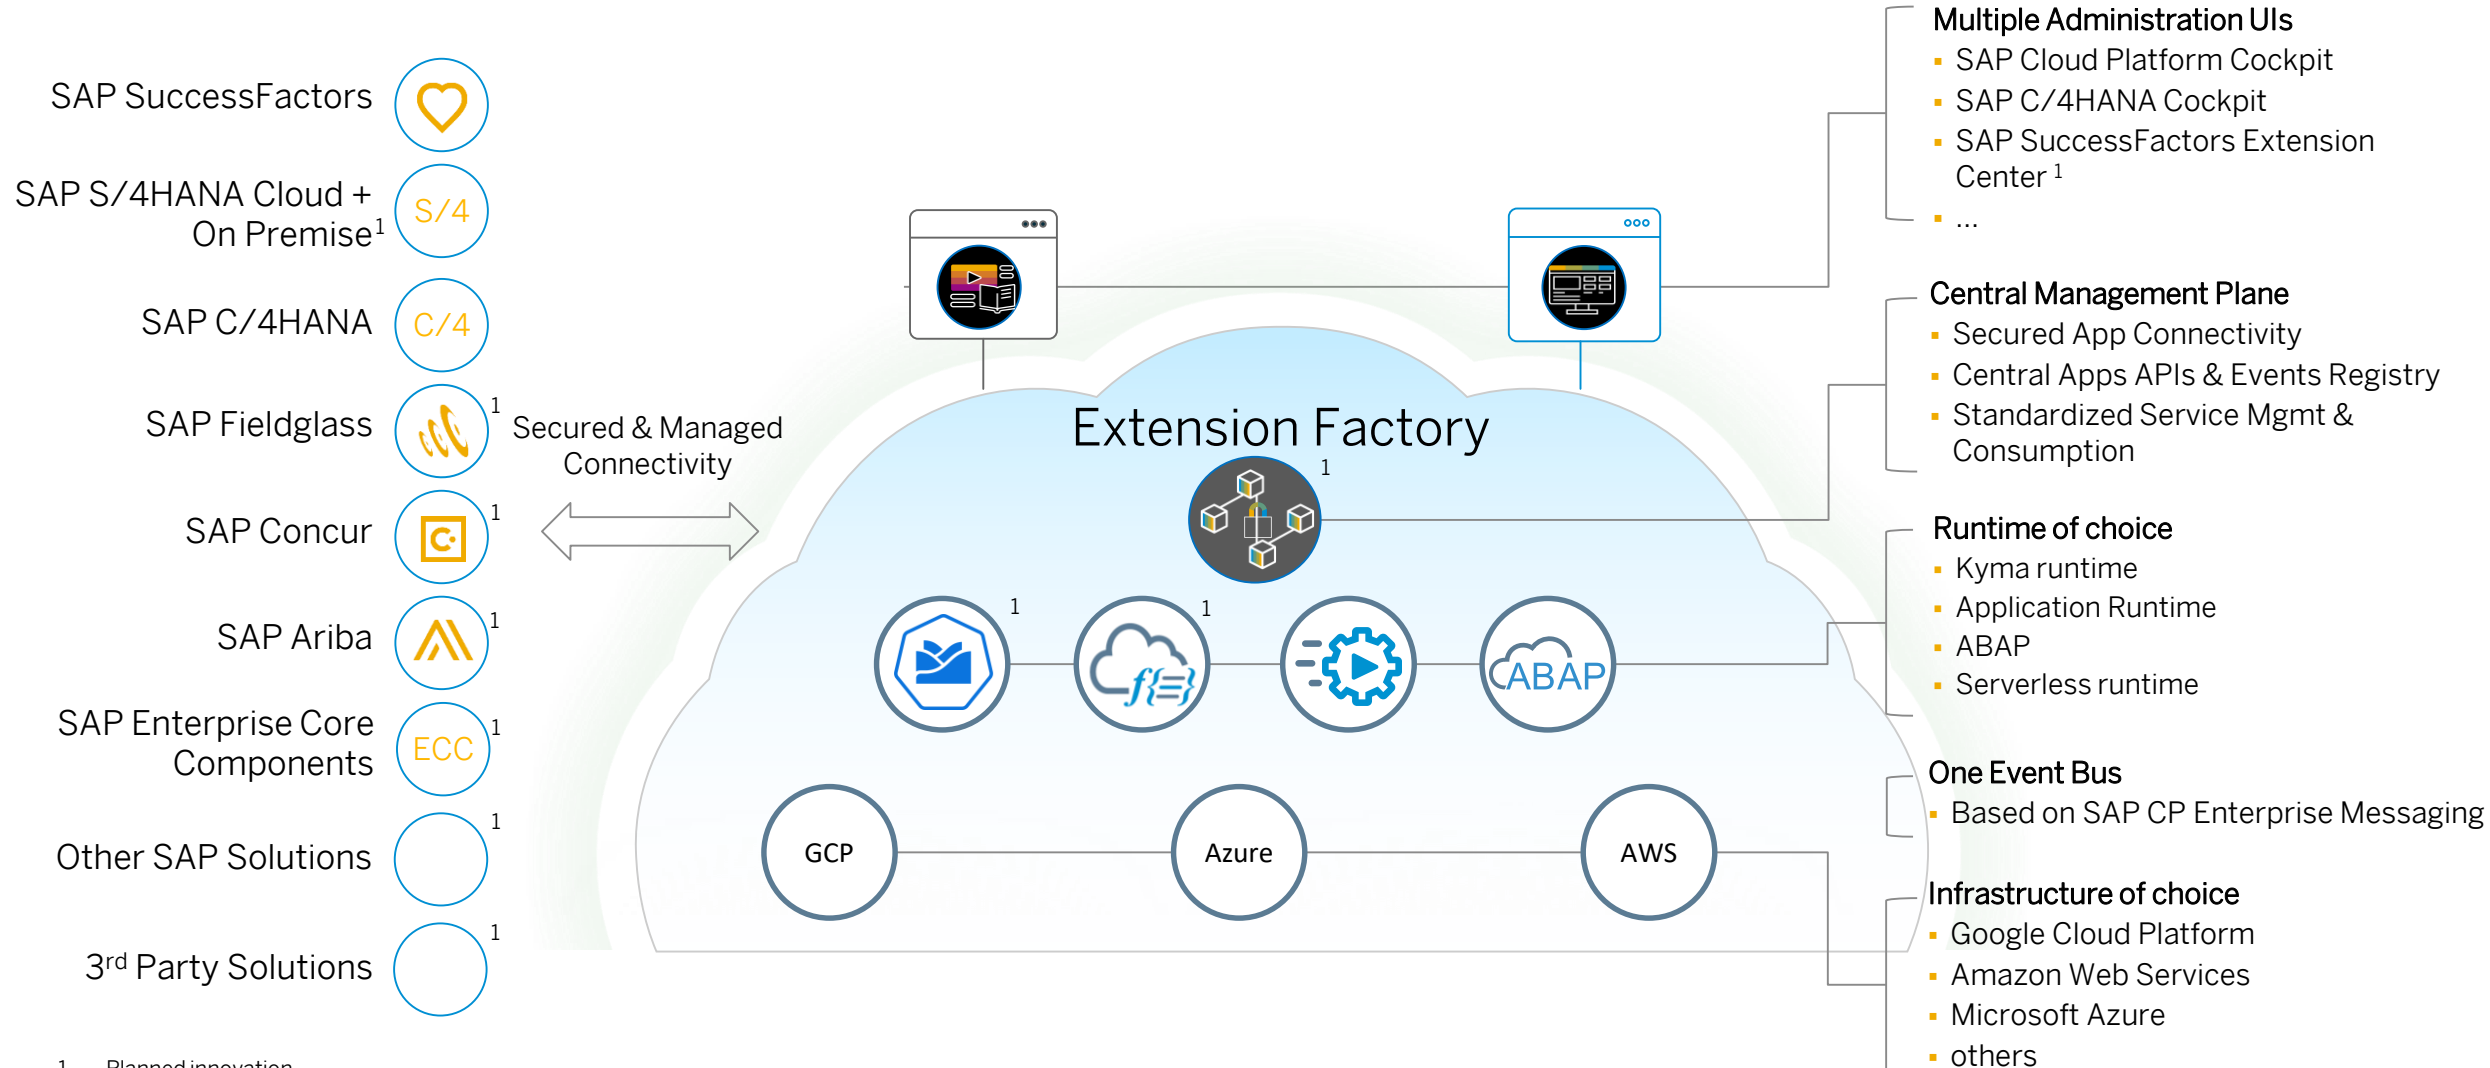 SAP SuccessFactors
SAP S/4HANA Cloud +
On Premise1
S/4
SAP C/4HANA
C/4
SAP Fieldglass
1
SAP Concur
C
1
SAP Ariba
1
SAP Enterprise Core
Components
ECC
1
Other SAP Solutions
1
3rd Party Solutions
1
1 Planned innovation
Secured & Managed
Connectivity
Extension Factory
1
1
1
f{=}
ABAP
GCP
Azure
AWS
Multiple Administration UIs
▪ SAP Cloud Platform Cockpit
▪ SAP C/4HANA Cockpit
▪ SAP SuccessFactors Extension
Center 1
▪ ...
Central Management Plane
▪ Secured App Connectivity
▪ Central Apps APIs & Events Registry
▪ Standardized Service Mgmt &
Consumption
Runtime of choice
▪ Kyma runtime
▪ Application Runtime
▪ ABAP
▪ Serverless runtime
One Event Bus
▪ Based on SAP CP Enterprise Messaging
Infrastructure of choice
▪ Google Cloud Platform
▪ Amazon Web Services
▪ Microsoft Azure
▪ others